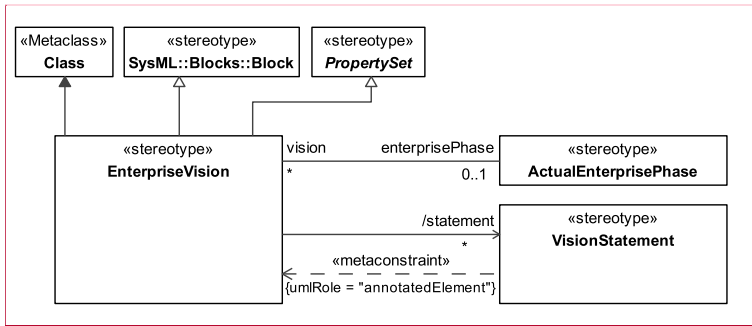 «Metaclass»
Class
«stereotype»
SysML::Blocks::Block
«stereotype»
PropertySet
«stereotype»
EnterpriseVision
vision
enterprisePhase
*
0..1
«stereotype»
ActualEnterprisePhase
/statement
*
«stereotype»
VisionStatement
«metaconstraint»
{umlRole = "annotatedElement"}